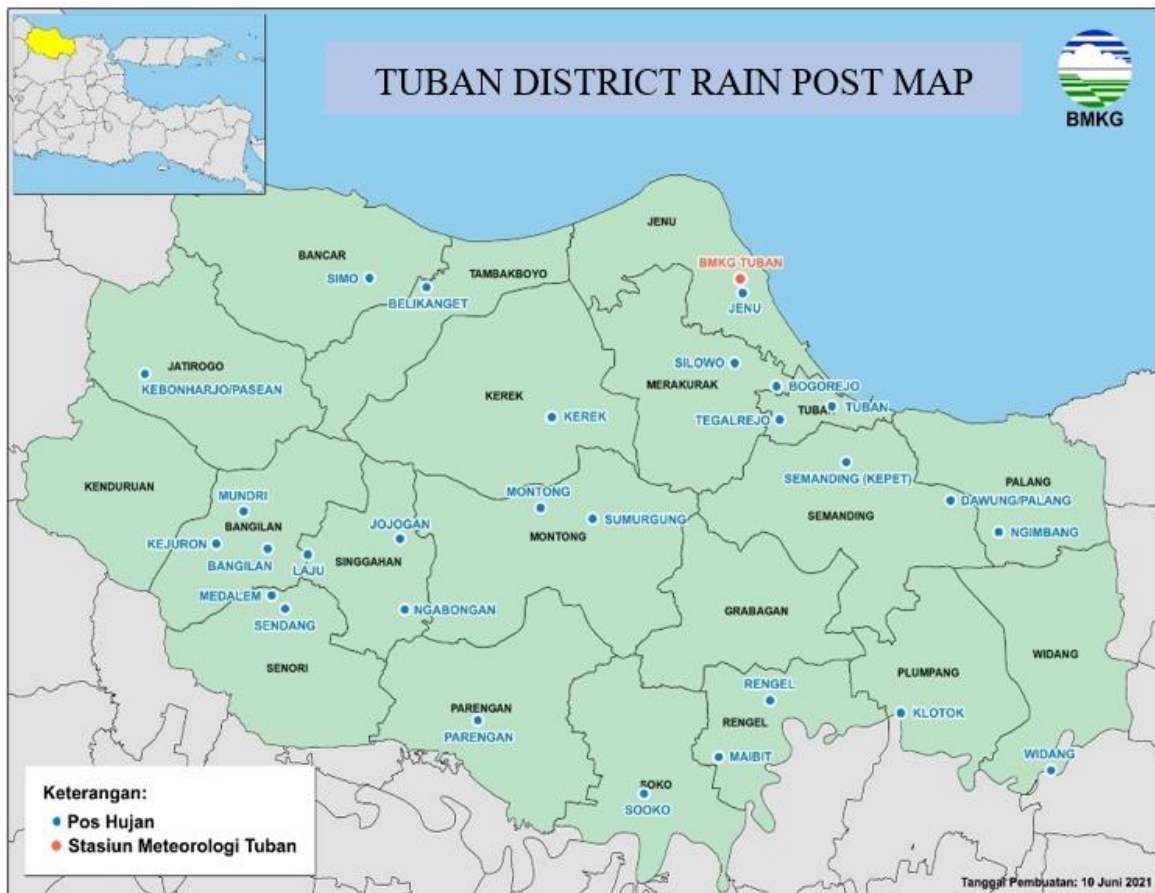 TUBAN DISTRICT RAIN POST MAP
BMKG
JENU
BANCAR
BMKG TUBAN
TAMBAKBOYO
SIMO
BELIKANGET
JENU
SILOWO
JATIROGO
KEBONHARJO/PASEAN
MERAKURAK
BOGOREJO
KEREK
KEREK
TUBAN
TUBAN
TEGALREJO
SEMANDING (KEPET)
PALANG
KENDURUAN
MUNDRI
MONTONG
DAWUNG/PALANG
SEMANDING
BANGILAN
JOJOGAN
SUMURGUNG
MONTONG
NGIMBANG
KEJURON
BANGILAN
LAJU
SINGGAHAN
MEDALEM
SENDANG
NGABONGAN
GRABAGAN
WIDANG
SENORI
PLUMPANG
RENGEL
PARENGAN
PARENGAN
RENGEL
KLOTOK
MAIBIT
WIDANG
SOKO
SOOKO
Keterangan:
Pos Hujan
Stasiun Meteorologi Tuban
Tanggal Pembuatan: 10 Juni 2021